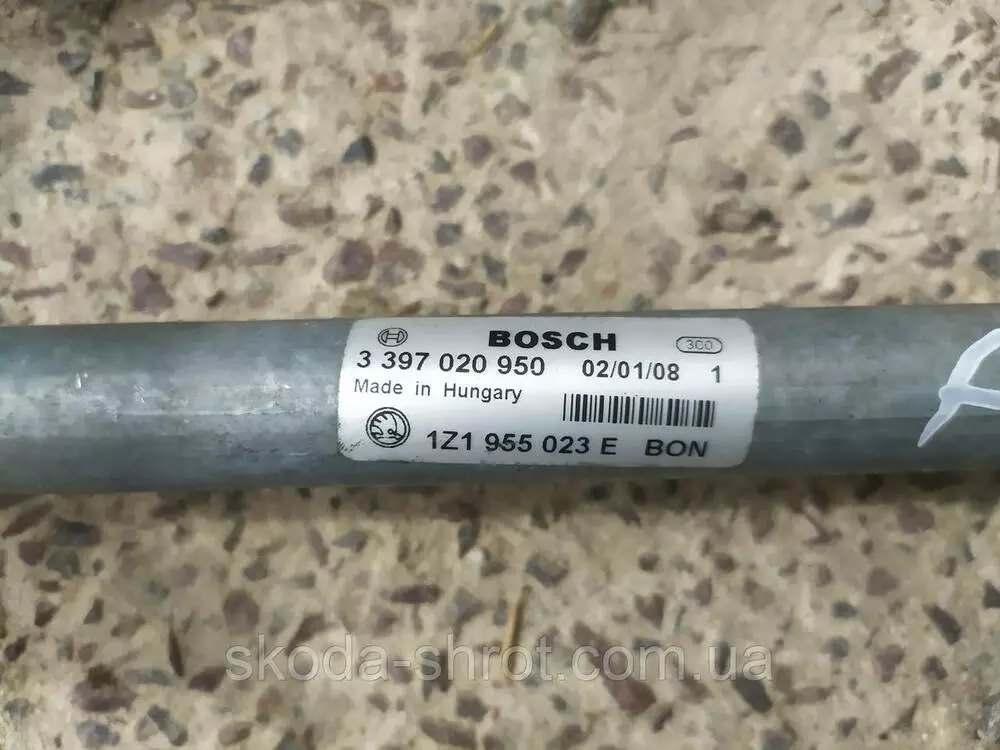 BOSCH 300
3 397 020 950 02/01/08 1
Made in Hungary
1Z1 955 023 E BON
skoda-shrot.com.ua